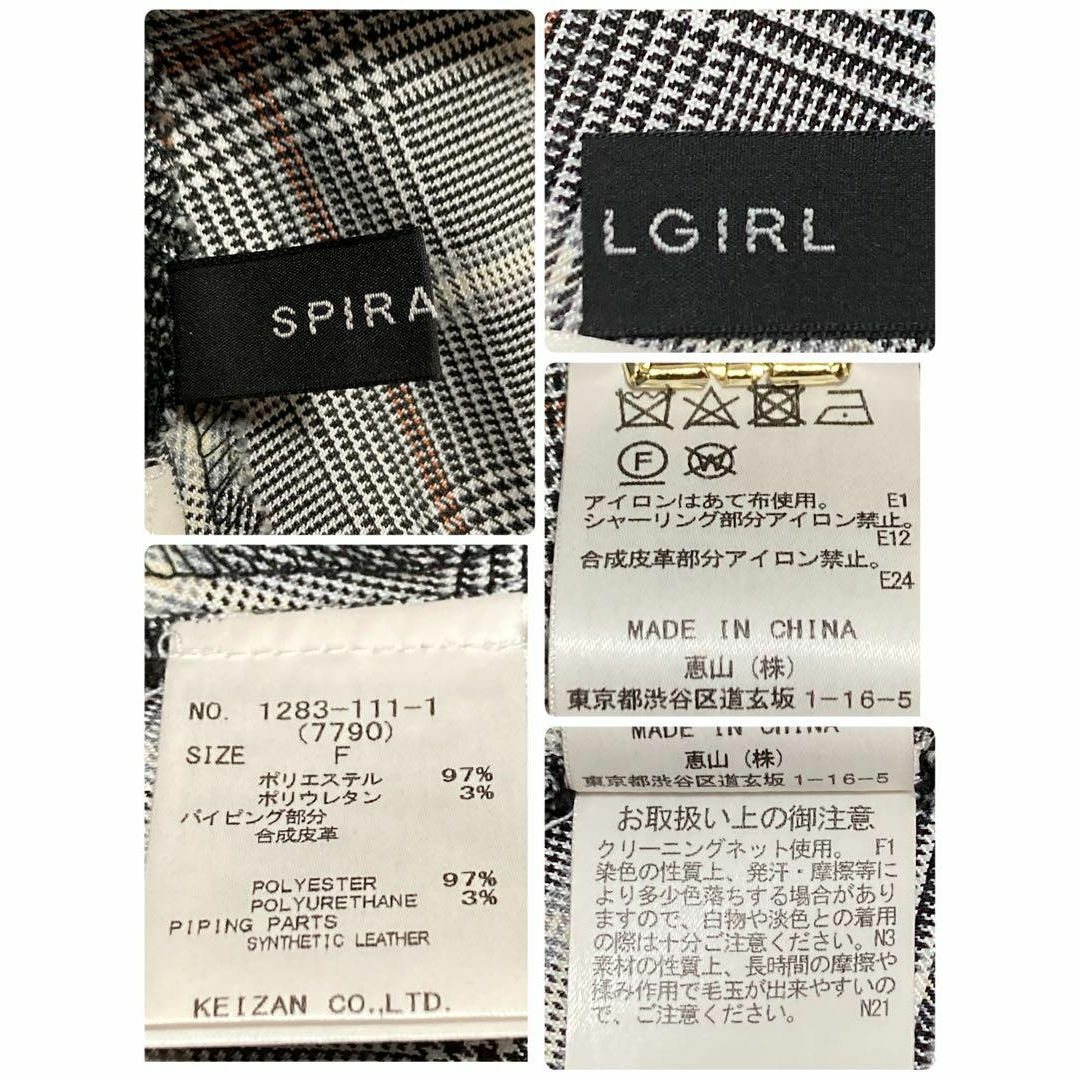 SPIRA
LGIRL
F W
アイロンはあて布使用。 E1
シャーリング部分アイロン禁止。
E12
合成皮革部分アイロン禁止。
E24
MADE IN CHINA
恵山(株)
東京都渋谷区道玄坂 1-16-5
NO. 1283-111-1
(7790)
SIZE F
ポリエステル 97%
ポリウレタン 3%
パイピング部分
合成皮革
POLYESTER 97%
POLYURETHANE 3%
PIPING PARTS
SYNTHETIC LEATHER
KEIZAN CO.,LTD.
MADE IN CHINA
恵山(株)
東京都渋谷区道玄坂 1-16-5
お取扱い上の御注意
クリーニングネット使用。 F1
染色の性質上、発汗・摩擦等に
より多少色落ちする場合があり
ますので、白物や淡色との着用
の際は十分ご注意ください。N3
素材の性質上、長時間の摩擦や
揉み作用で毛玉が出来やすいの
で、ご注意ください。 N21